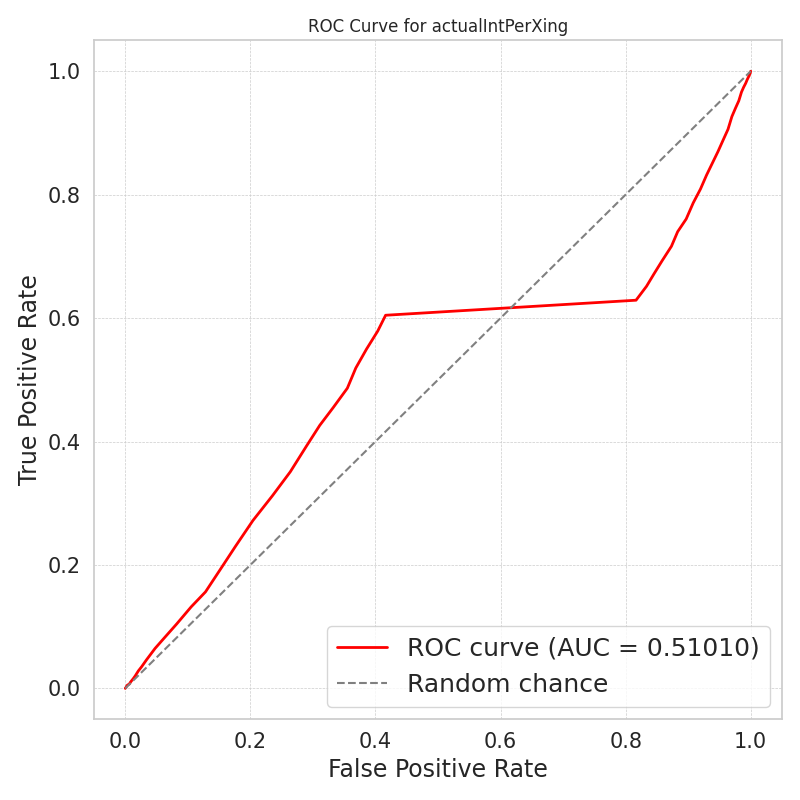 ROC Curve for actualIntPerXing
True Positive Rate
1.0
0.8
0.6
0.4
0.2
0.0
ROC curve (AUC = 0.51010)
Random chance
0.0 0.2 0.4 0.6 0.8 1.0
False Positive Rate